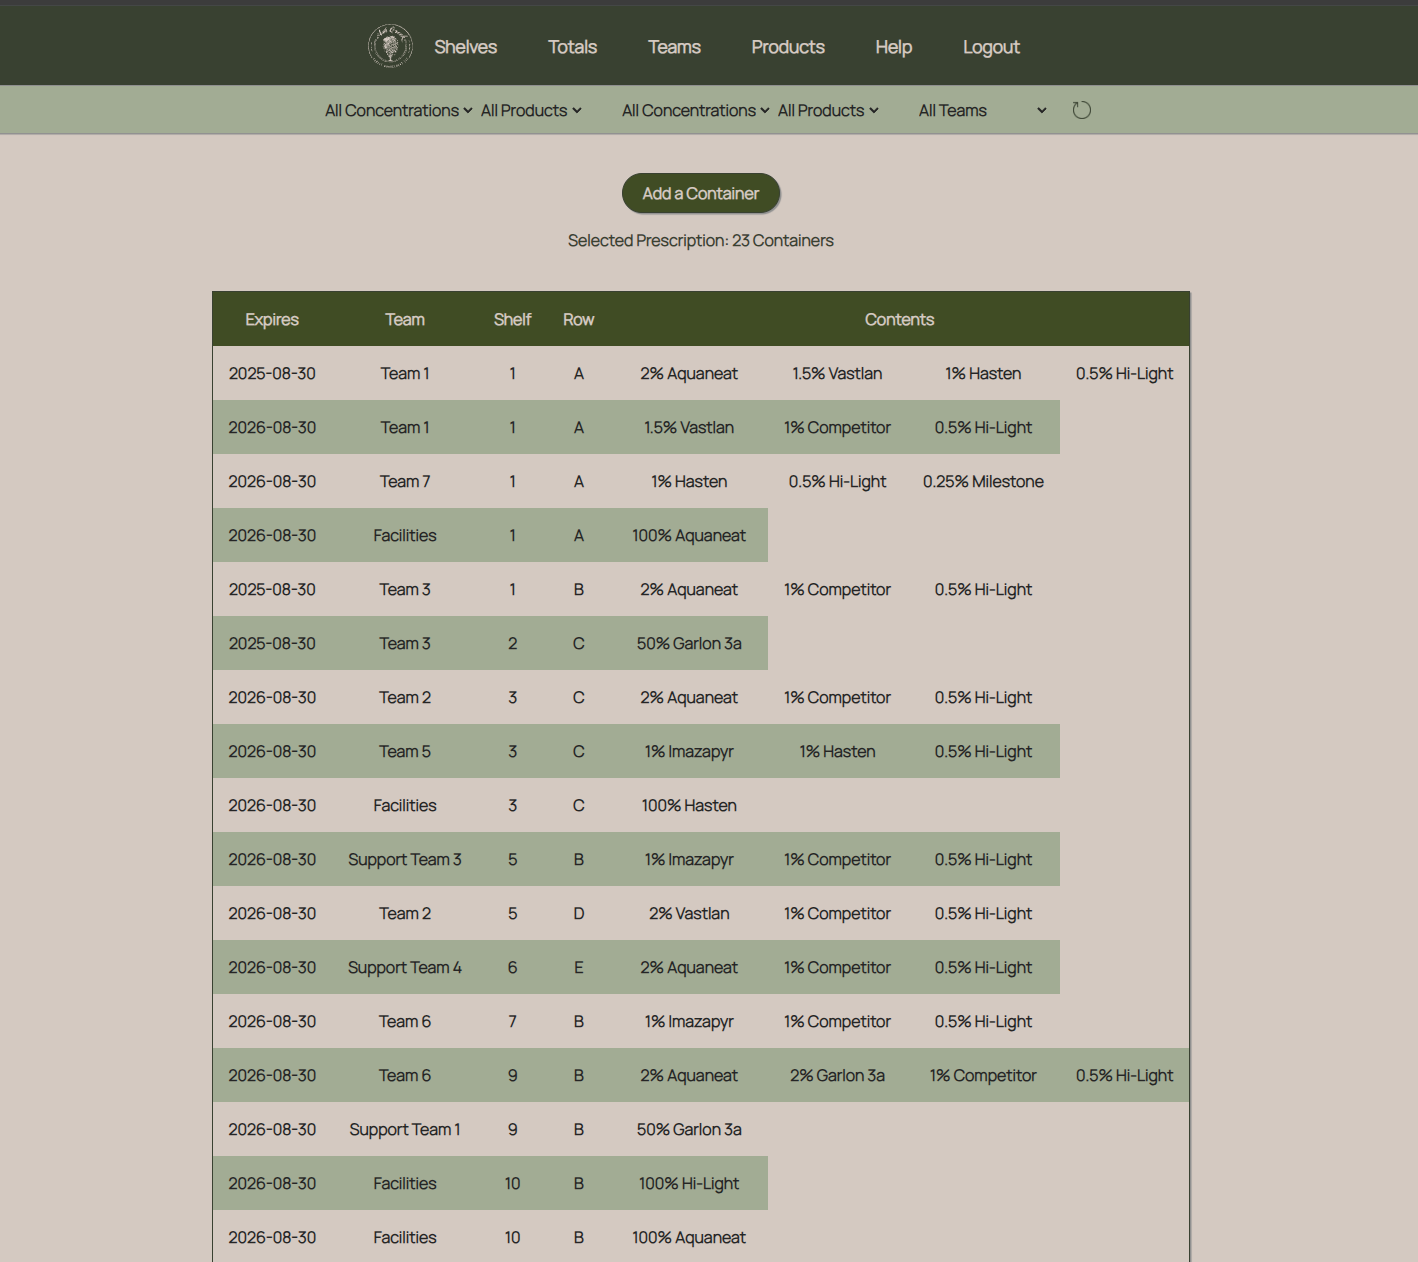 Shelves Totals Teams Products Help Logout
All Concentrations All Products All Concentrations All Products All Teams
Add a Container
Selected Prescription: 23 Containers
Expires Team Shelf Row Contents
2025-08-30 Team 1 1 A 2% Aquaneat 1.5% Vastlan 1% Hasten 0.5% Hi-Light
2026-08-30 Team 1 1 A 1.5% Vastlan 1% Competitor 0.5% Hi-Light
2026-08-30 Team 7 1 A 1% Hasten 0.5% Hi-Light 0.25% Milestone
2026-08-30 Facilities 1 A 100% Aquaneat
2025-08-30 Team 3 1 B 2% Aquaneat 1% Competitor 0.5% Hi-Light
2025-08-30 Team 3 2 C 50% Garlon 3a
2026-08-30 Team 2 3 C 2% Aquaneat 1% Competitor 0.5% Hi-Light
2026-08-30 Team 5 3 C 1% Imazapyr 1% Hasten 0.5% Hi-Light
2026-08-30 Facilities 3 C 100% Hasten
2026-08-30 Support Team 3 5 B 1% Imazapyr 1% Competitor 0.5% Hi-Light
2026-08-30 Team 2 5 D 2% Vastlan 1% Competitor 0.5% Hi-Light
2026-08-30 Support Team 4 6 E 2% Aquaneat 1% Competitor 0.5% Hi-Light
2026-08-30 Team 6 7 B 1% Imazapyr 1% Competitor 0.5% Hi-Light
2026-08-30 Team 6 9 B 2% Aquaneat 2% Garlon 3a 1% Competitor 0.5% Hi-Light
2026-08-30 Support Team 1 9 B 50% Garlon 3a
2026-08-30 Facilities 10 B 100% Hi-Light
2026-08-30 Facilities 10 B 100% Aquaneat